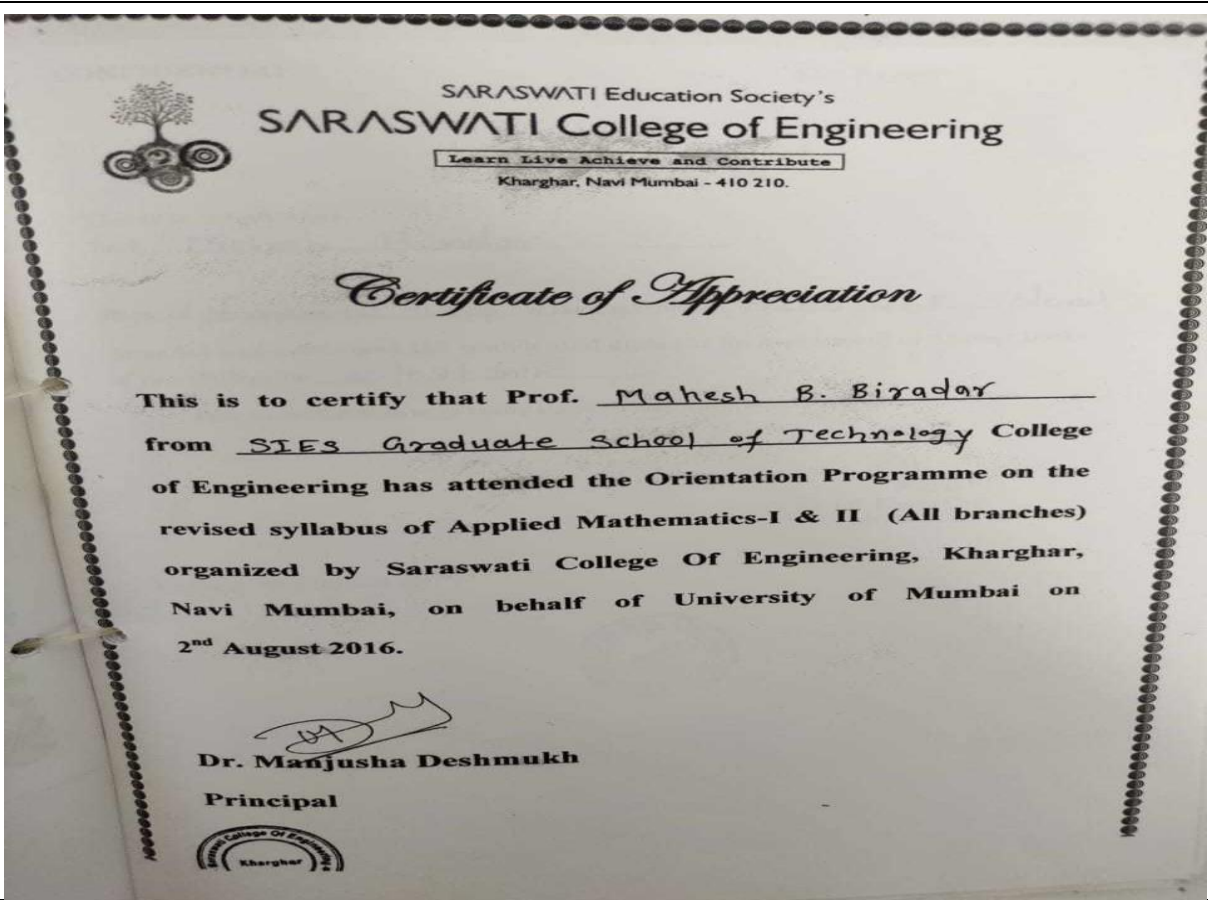 SARASWATI Education Society's
SARASWATI College of Engineering
Learn Live Achieve and Contribute
Kharghar, Navi Mumbai - 410 210.
Certificate of Appreciation
This is to certify that Prof. Mahesh B. Biradar
from SIES Graduate School of Technology College
of Engineering has attended the Orientation Programme on the
revised syllabus of Applied Mathematics-I & II (All branches)
organized by Saraswati College Of Engineering, Kharghar,
Navi Mumbai, on behalf of University of Mumbai on
2nd August 2016.
Dr. Manjusha Deshmukh
Principal
Saraswati College Of Engineering
Kharghar